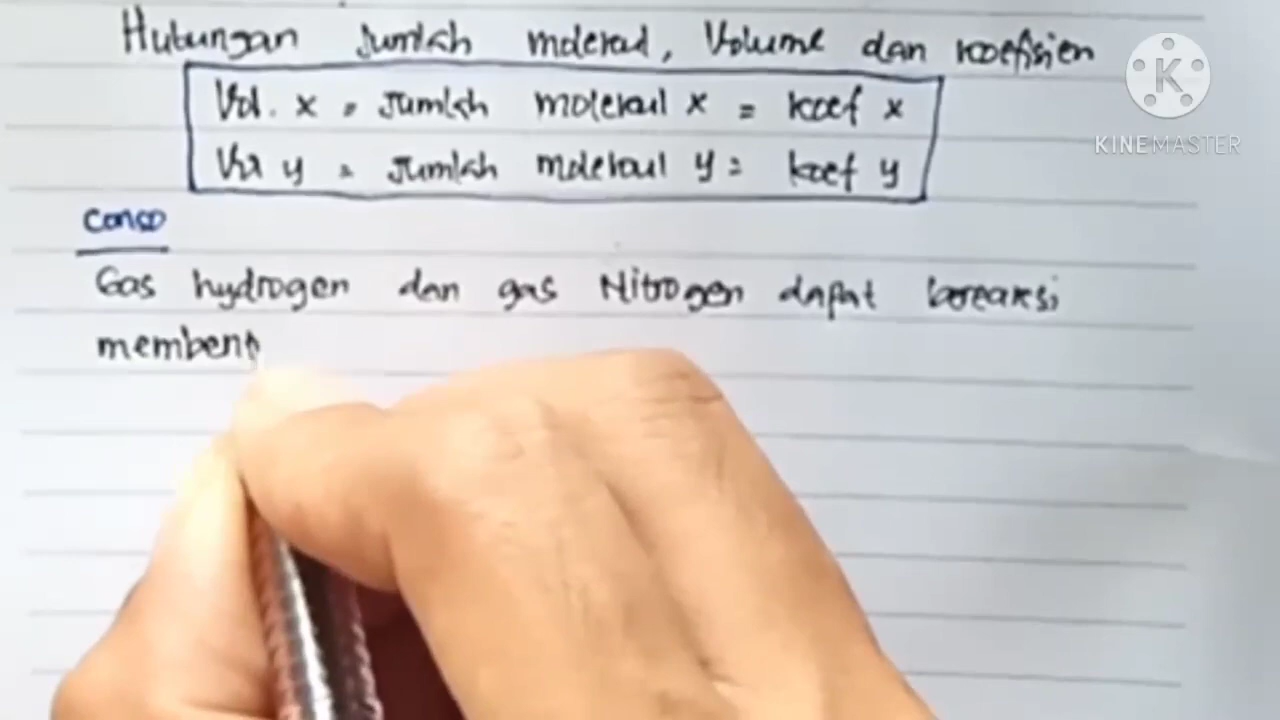 Hubungan Jumlah molekul, Volume dan koefisien
Vol. x = Jumlah molekul x = koef x
Vol y = Jumlah molekul y = koef y
ConsO
Gas hydrogen dan gas Nitrogen dapat bereaksi
memben
K
KINEMASTER